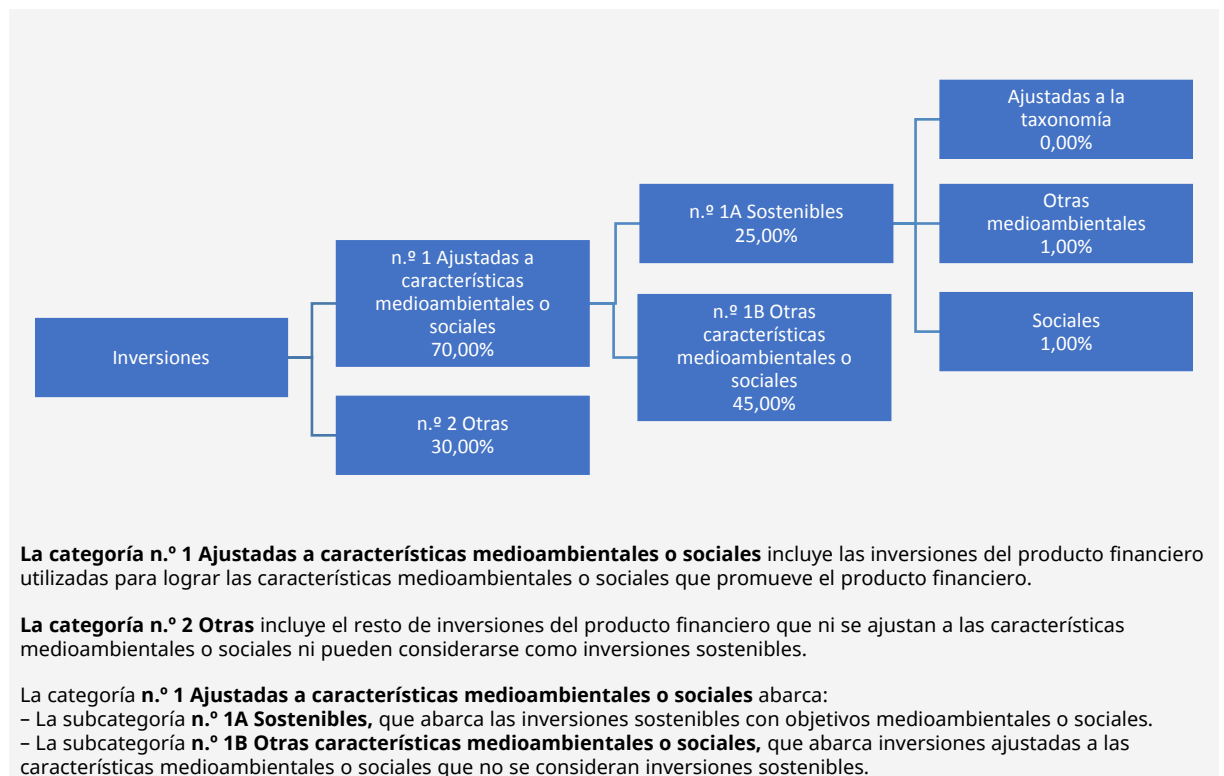 Inversiones
n.º 1 Ajustadas a
características
medioambientales o
sociales
70,00%
n.º 2 Otras
30,00%
n.º 1A Sostenibles
25,00%
n.º 1B Otras
características
medioambientales o
sociales
45,00%
Ajustadas a la
taxonomía
0,00%
Otras
medioambientales
1,00%
Sociales
1,00%
La categoría n.º 1 Ajustadas a características medioambientales o sociales incluye las inversiones del producto financiero
utilizadas para lograr las características medioambientales o sociales que promueve el producto financiero.
La categoría n.º 2 Otras incluye el resto de inversiones del producto financiero que ni se ajustan a las características
medioambientales o sociales ni pueden considerarse como inversiones sostenibles.
La categoría n.º 1 Ajustadas a características medioambientales o sociales abarca:
– La subcategoría n.º 1A Sostenibles, que abarca las inversiones sostenibles con objetivos medioambientales o sociales.
– La subcategoría n.º 1B Otras características medioambientales o sociales, que abarca inversiones ajustadas a las
características medioambientales o sociales que no se consideran inversiones sostenibles.